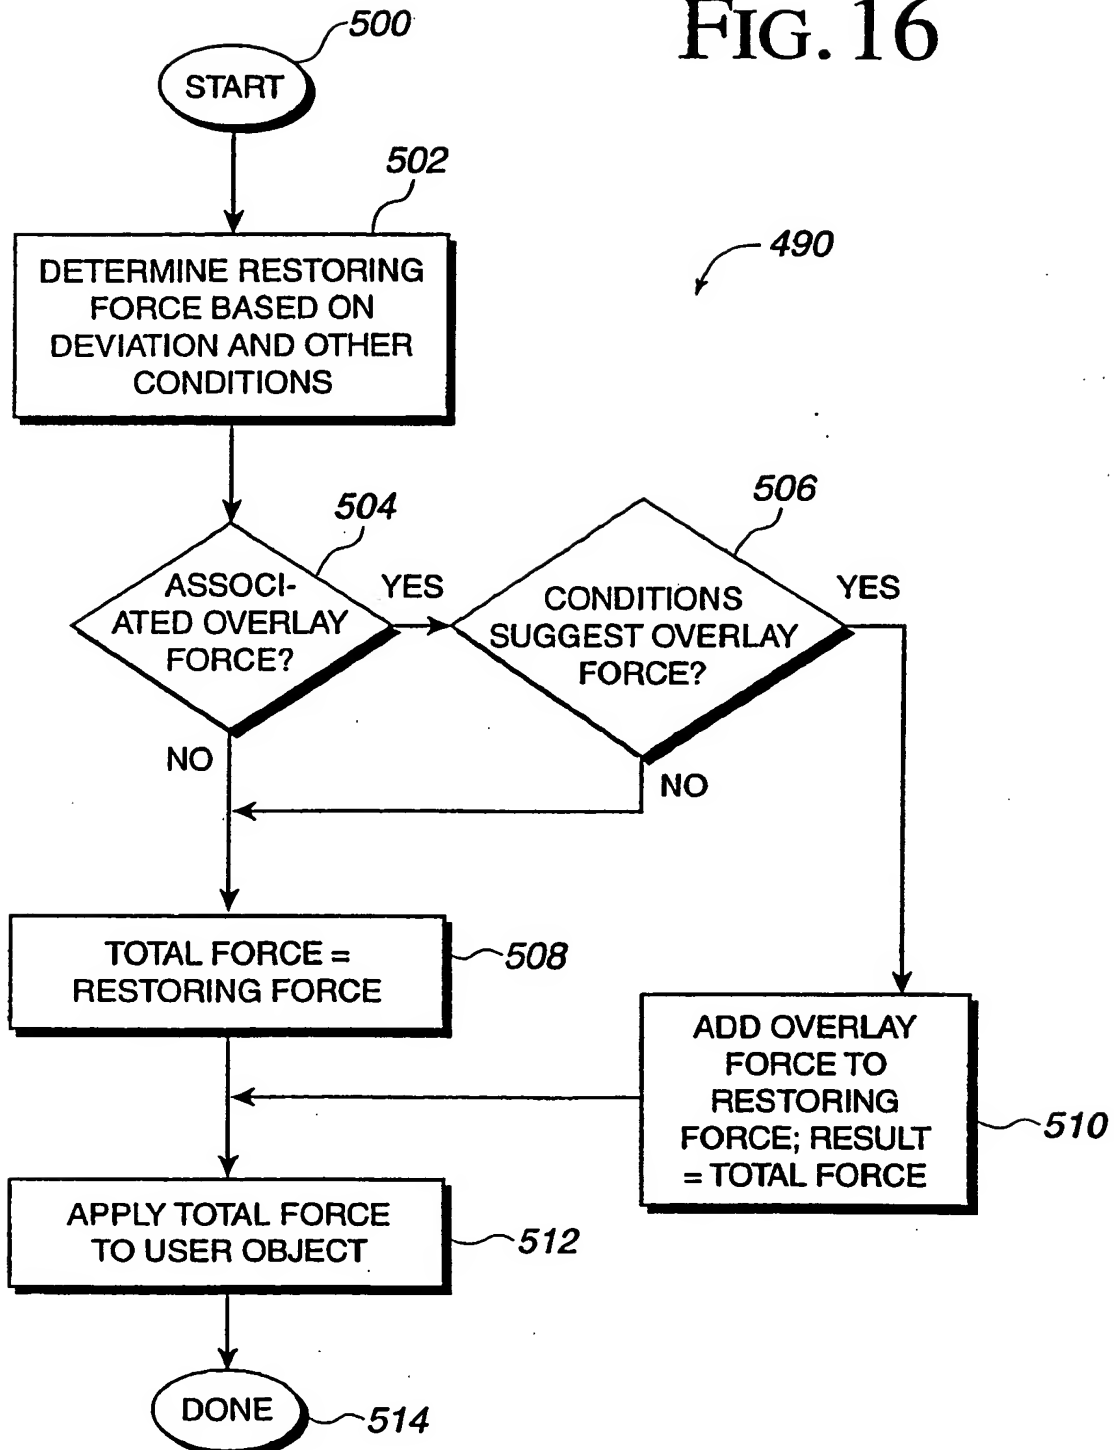 FIG. 16
500
START
502
DETERMINE RESTORING
FORCE BASED ON
DEVIATION AND OTHER
CONDITIONS
490
504
ASSOCI-
ATED OVERLAY
FORCE?
YES
506
CONDITIONS
SUGGEST OVERLAY
FORCE?
YES
NO
NO
TOTAL FORCE =
RESTORING FORCE
508
ADD OVERLAY
FORCE TO
RESTORING
FORCE; RESULT
= TOTAL FORCE
510
APPLY TOTAL FORCE
TO USER OBJECT
512
DONE
514